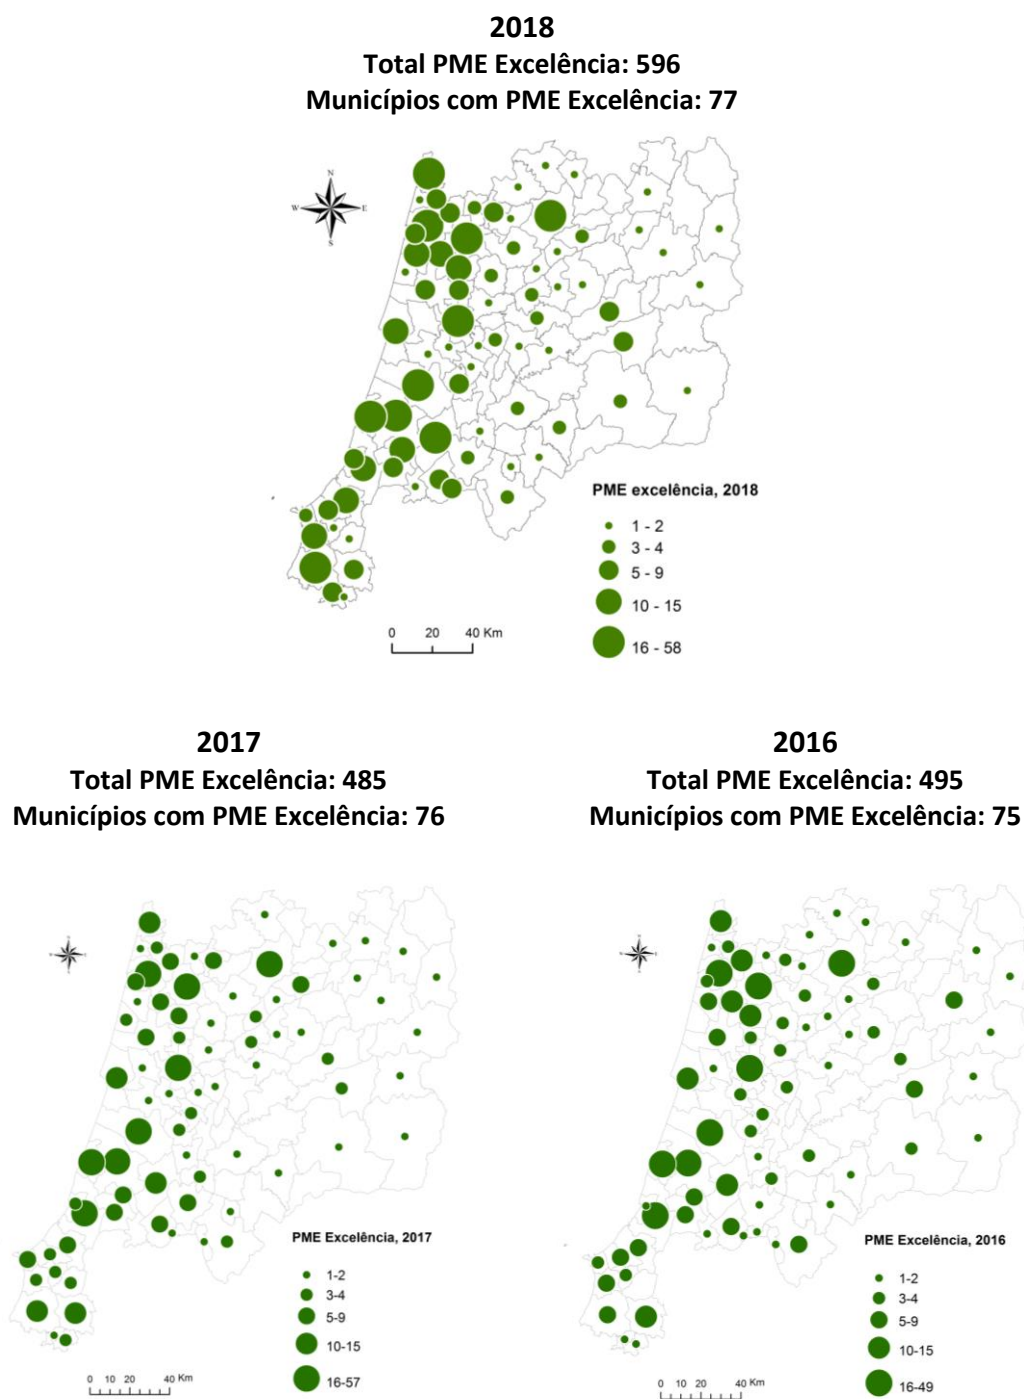 2018
Total PME Excelência: 596
Municípios com PME Excelência: 77
N
W E
S
PME excelência, 2018
1 - 2
3 - 4
5 - 9
10 - 15
16 - 58
0 20 40 Km
2017
Total PME Excelência: 485
Municípios com PME Excelência: 76
PME Excelência, 2017
1-2
3-4
5-9
10-15
16-57
0 10 20 40 Km
2016
Total PME Excelência: 495
Municípios com PME Excelência: 75
PME Excelência, 2016
1-2
3-4
5-9
10-15
16-49
0 10 20 40 Km